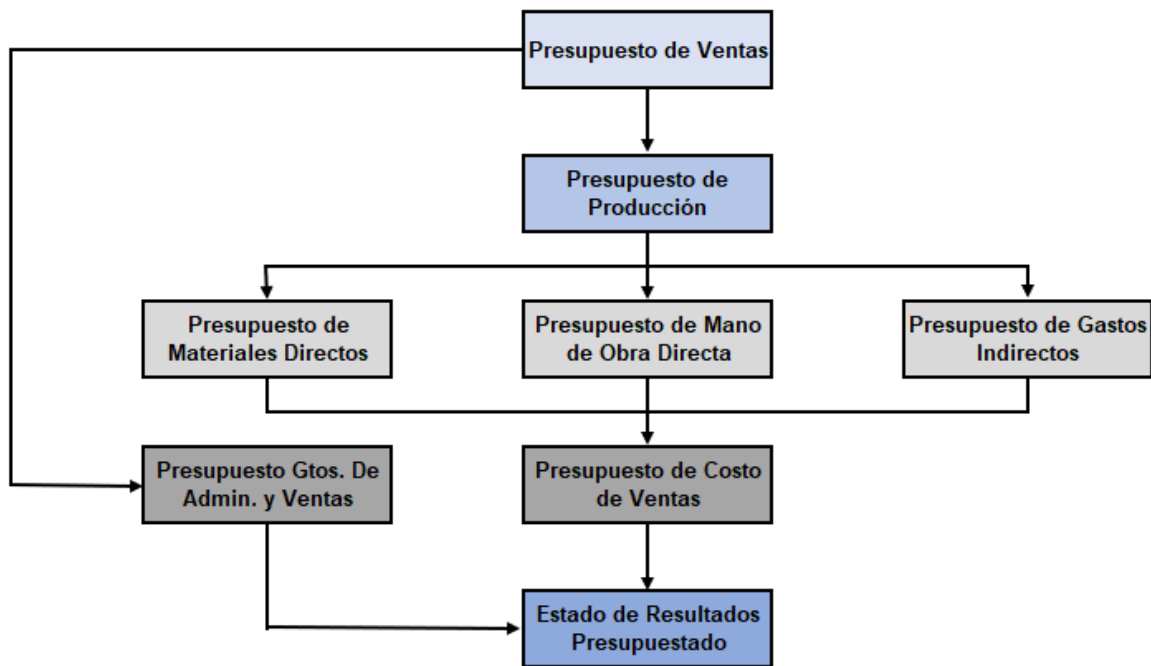 Presupuesto de Ventas
Presupuesto de
Producción
Presupuesto de
Materiales Directos
Presupuesto de Mano
de Obra Directa
Presupuesto de Gastos
Indirectos
Presupuesto Gtos. De
Admin. y Ventas
Presupuesto de Costo
de Ventas
Estado de Resultados
Presupuestado